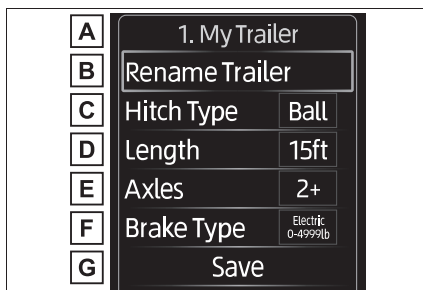 A 1. My Trailer
B Rename Trailer
C Hitch Type Ball
D Length 15ft
E Axles 2+
F Brake Type Electric
0-4999lb
G Save